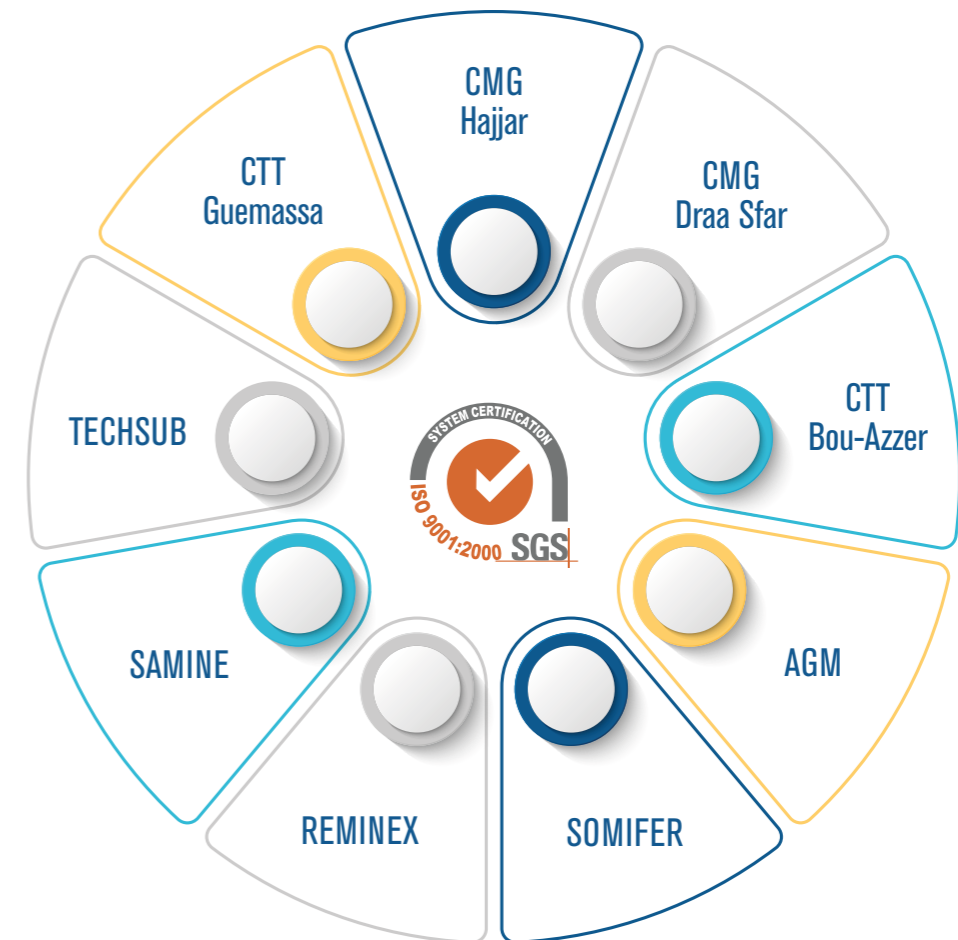 CMG
Hajjar
CMG
Draa Sfar
CTT
Bou-Azzer
AGM
SOMIFER
REMINEX
SAMINE
TECHSUB
CTT
Guemassa
SYSTEM CERTIFICATION
ISO 9001:2000
SGS